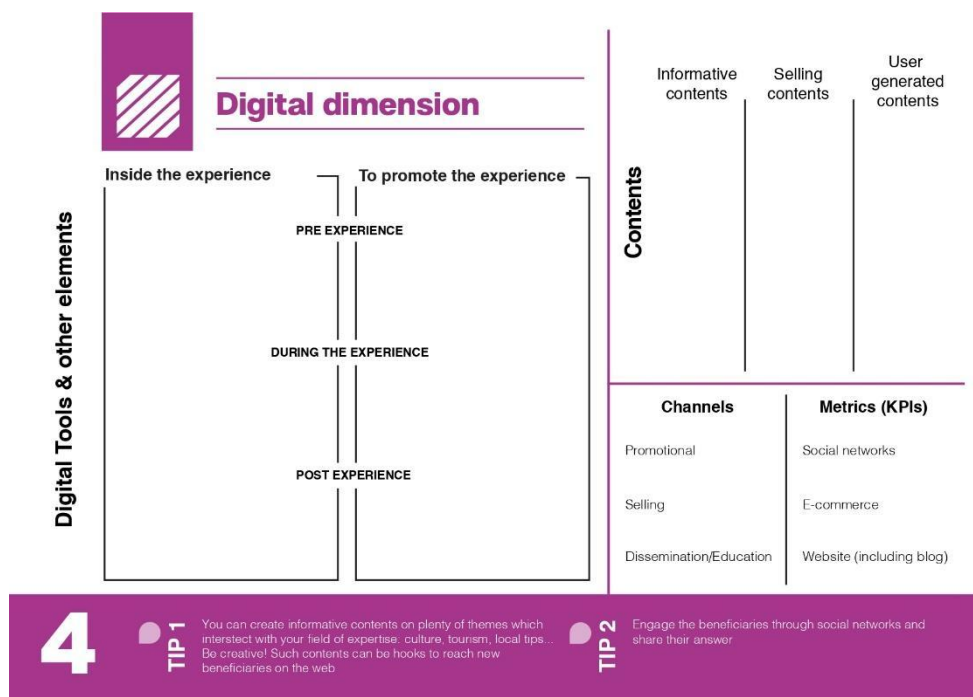 Digital dimension
Digital Tools & other elements
Inside the experience
To promote the experience
PRE EXPERIENCE
DURING THE EXPERIENCE
POST EXPERIENCE
Contents
Informative
contents
Selling
contents
User
generated
contents
Channels
Promotional
Selling
Dissemination/Education
Metrics (KPIs)
Social networks
E-commerce
Website (including blog)
4
TIP 1
You can create informative contents on plenty of themes which
interstect with your field of expertise: culture, tourism, local tips...
Be creative! Such contents can be hooks to reach new
beneficiaries on the web
TIP 2
Engage the beneficiaries through social networks and
share their answer